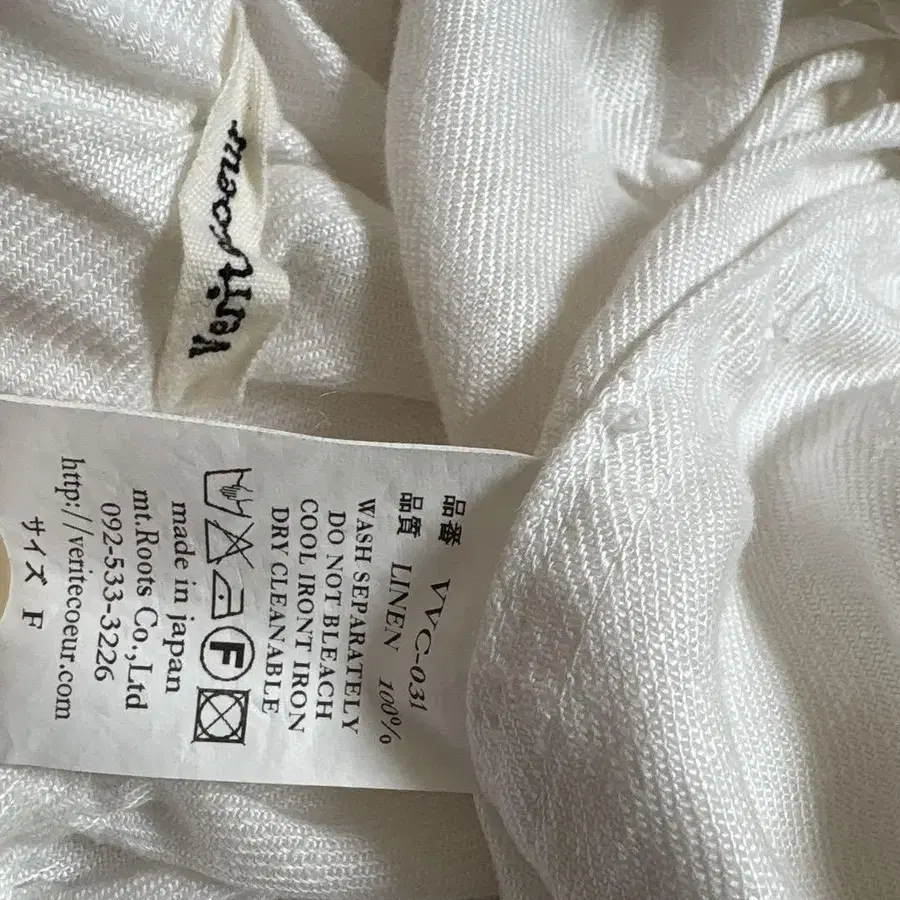 Veritecoeur
品番 VVC-031
品質 LINEN 100%
WASH SEPARATELY
DO NOT BLEACH
COOL IRONT IRON
DRY CLEANABLE
F
made in japan
mt.Roots Co.,Ltd
092-533-3226
http://veritecoeur.com
サイズ F